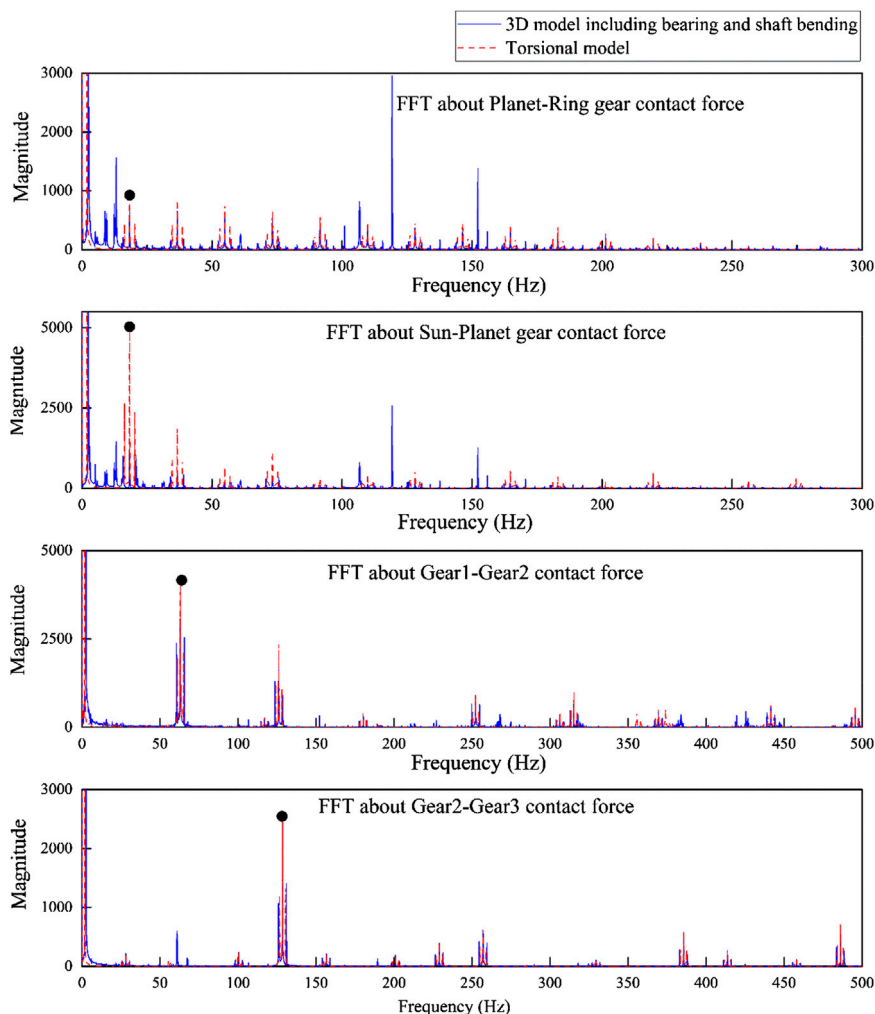 3D model including bearing and shaft bending
Torsional model
FFT about Planet-Ring gear contact force
Magnitude
3000
2000
1000
0
0 50 100 150 200 250 300
Frequency (Hz)
FFT about Sun-Planet gear contact force
Magnitude
5000
2500
0
0 50 100 150 200 250 300
Frequency (Hz)
FFT about Gear1-Gear2 contact force
Magnitude
5000
2500
0
0 50 100 150 200 250 300 350 400 450 500
Frequency (Hz)
FFT about Gear2-Gear3 contact force
Magnitude
3000
2000
1000
0
0 50 100 150 200 250 300 350 400 450 500
Frequency (Hz)